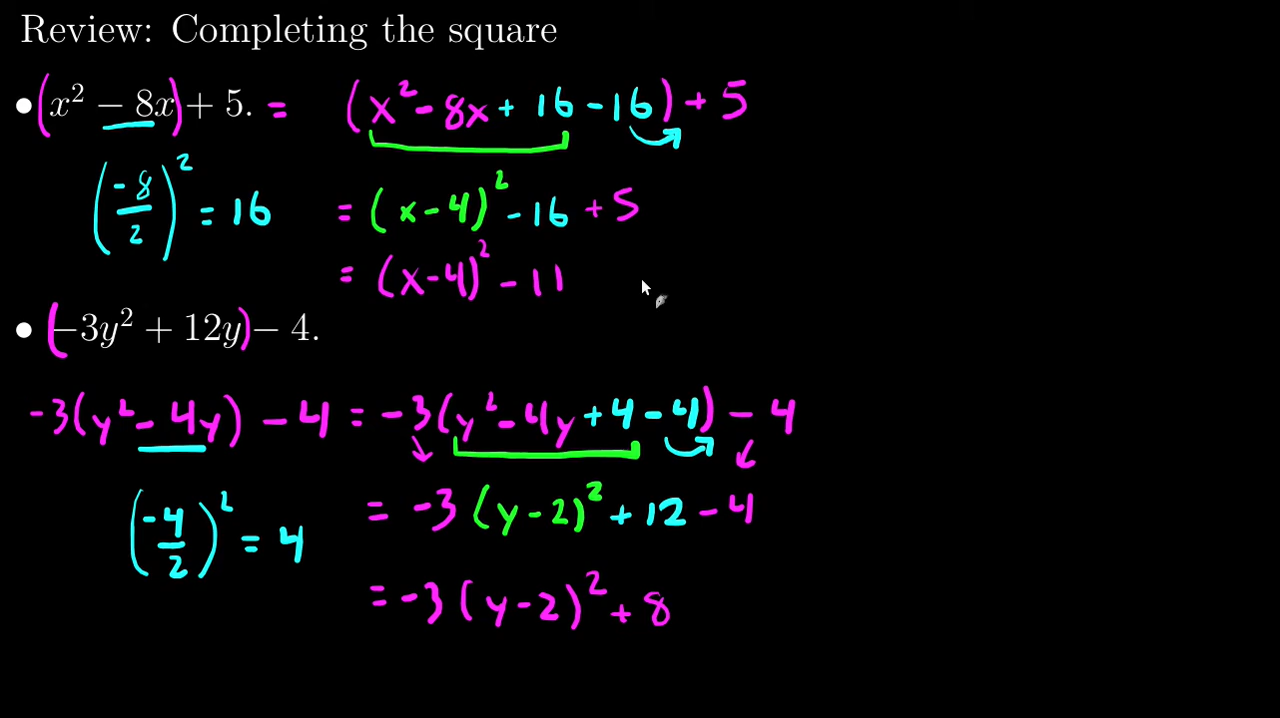 Review: Completing the square
• (x² − 8x) + 5. = (x² - 8x + 16 - 16) + 5
(-8/2)² = 16
= (x - 4)² - 16 + 5
= (x - 4)² - 11
• (−3y² + 12y) − 4.
-3(y² - 4y) - 4 = -3(y² - 4y + 4 - 4) - 4
(-4/2)² = 4
= -3(y - 2)² + 12 - 4
= -3(y - 2)² + 8